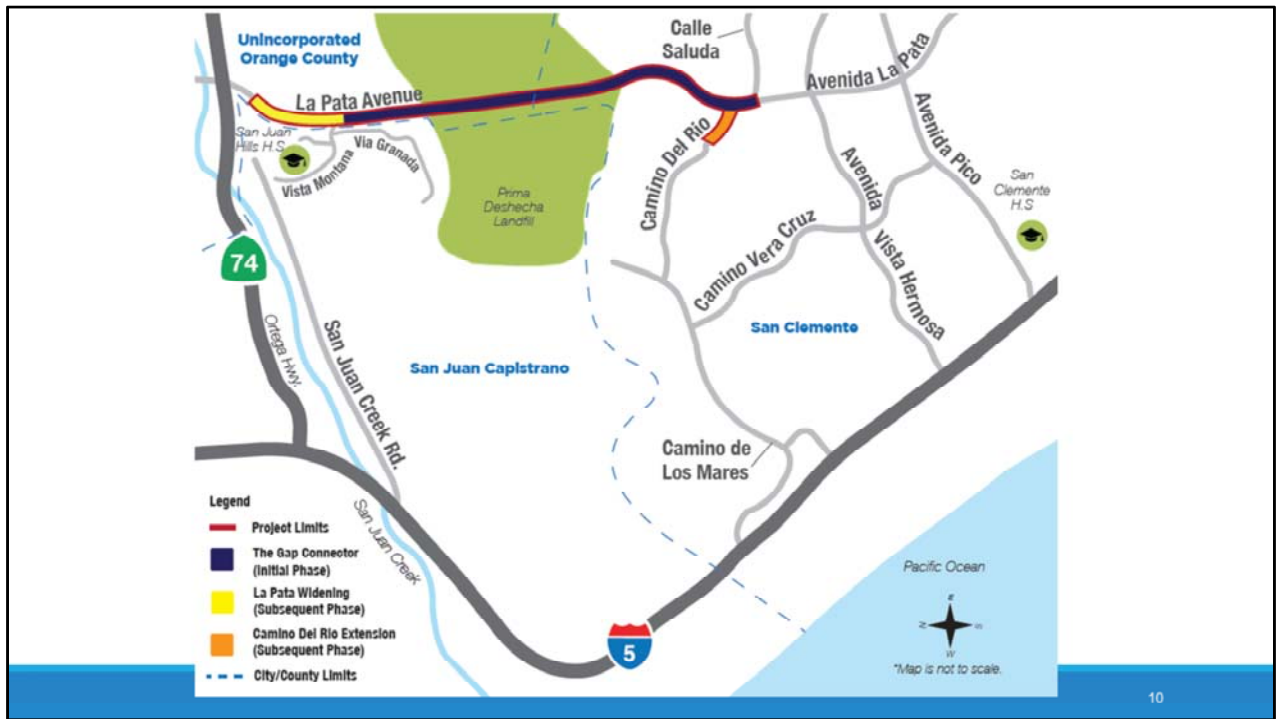 Unincorporated
Orange County
Calle
Saluda
La Pata Avenue
Avenida La Pata
San Juan
Hills H.S
Vista Montana
Via Granada
Camino Del Rio
Avenida
Vista Hermosa
Avenida Pico
San
Clemente
H.S
Prima
Deshecha
Landfill
Camino Vera Cruz
74
Ortega Hwy.
San Juan Creek Rd.
San Juan Capistrano
San Clemente
Camino de
Los Mares
San Juan Creek
5
Legend
Project Limits
The Gap Connector
(Initial Phase)
La Pata Widening
(Subsequent Phase)
Camino Del Rio Extension
(Subsequent Phase)
City/County Limits
Pacific Ocean
E
N
W
*Map is not to scale.
10